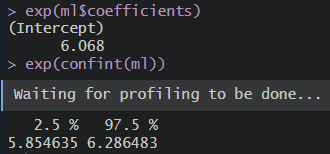 > exp(ml$coefficients)
(Intercept)
6.068
> exp(confint(ml))
Waiting for profiling to be done...
2.5 % 97.5 %
5.854635 6.286483